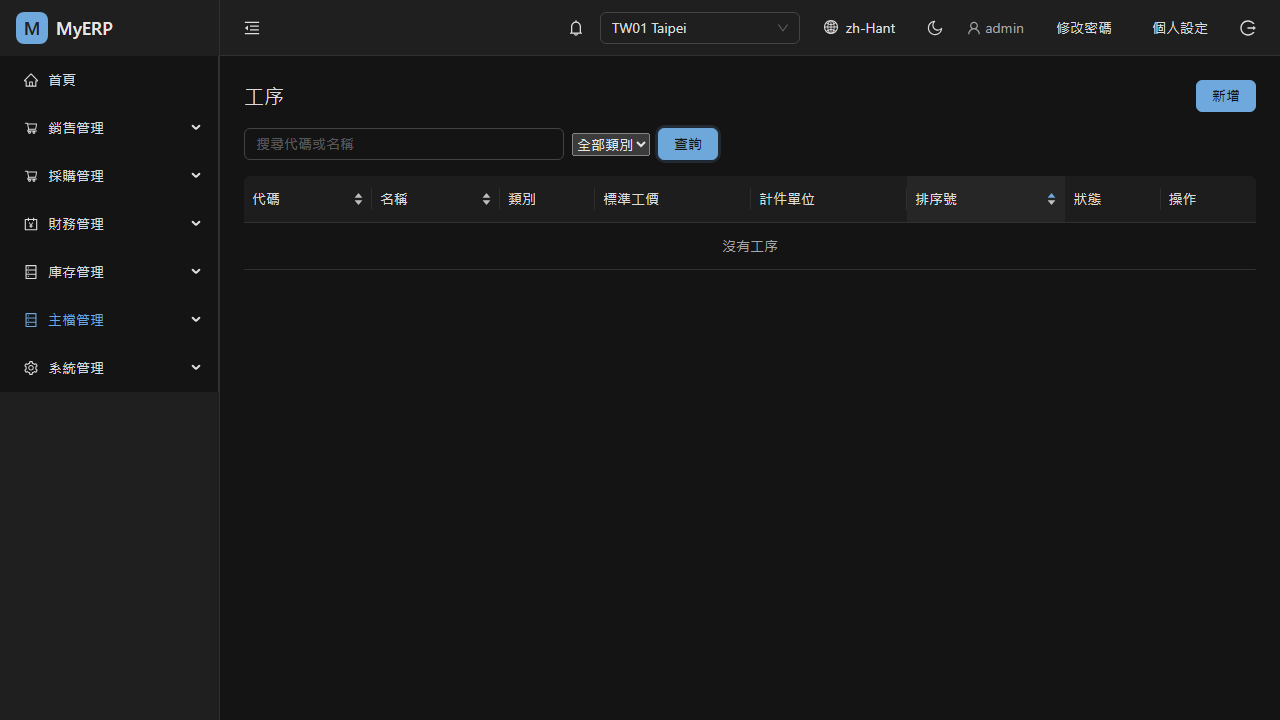 M MyERP
TW01 Taipei
zh-Hant
admin
修改密碼
個人設定
首頁
銷售管理
採購管理
財務管理
庫存管理
主檔管理
系統管理
工序
新增
搜尋代碼或名稱
全部類別
查詢
代碼 名稱 類別 標準工價 計件單位 排序號 狀態 操作
沒有工序